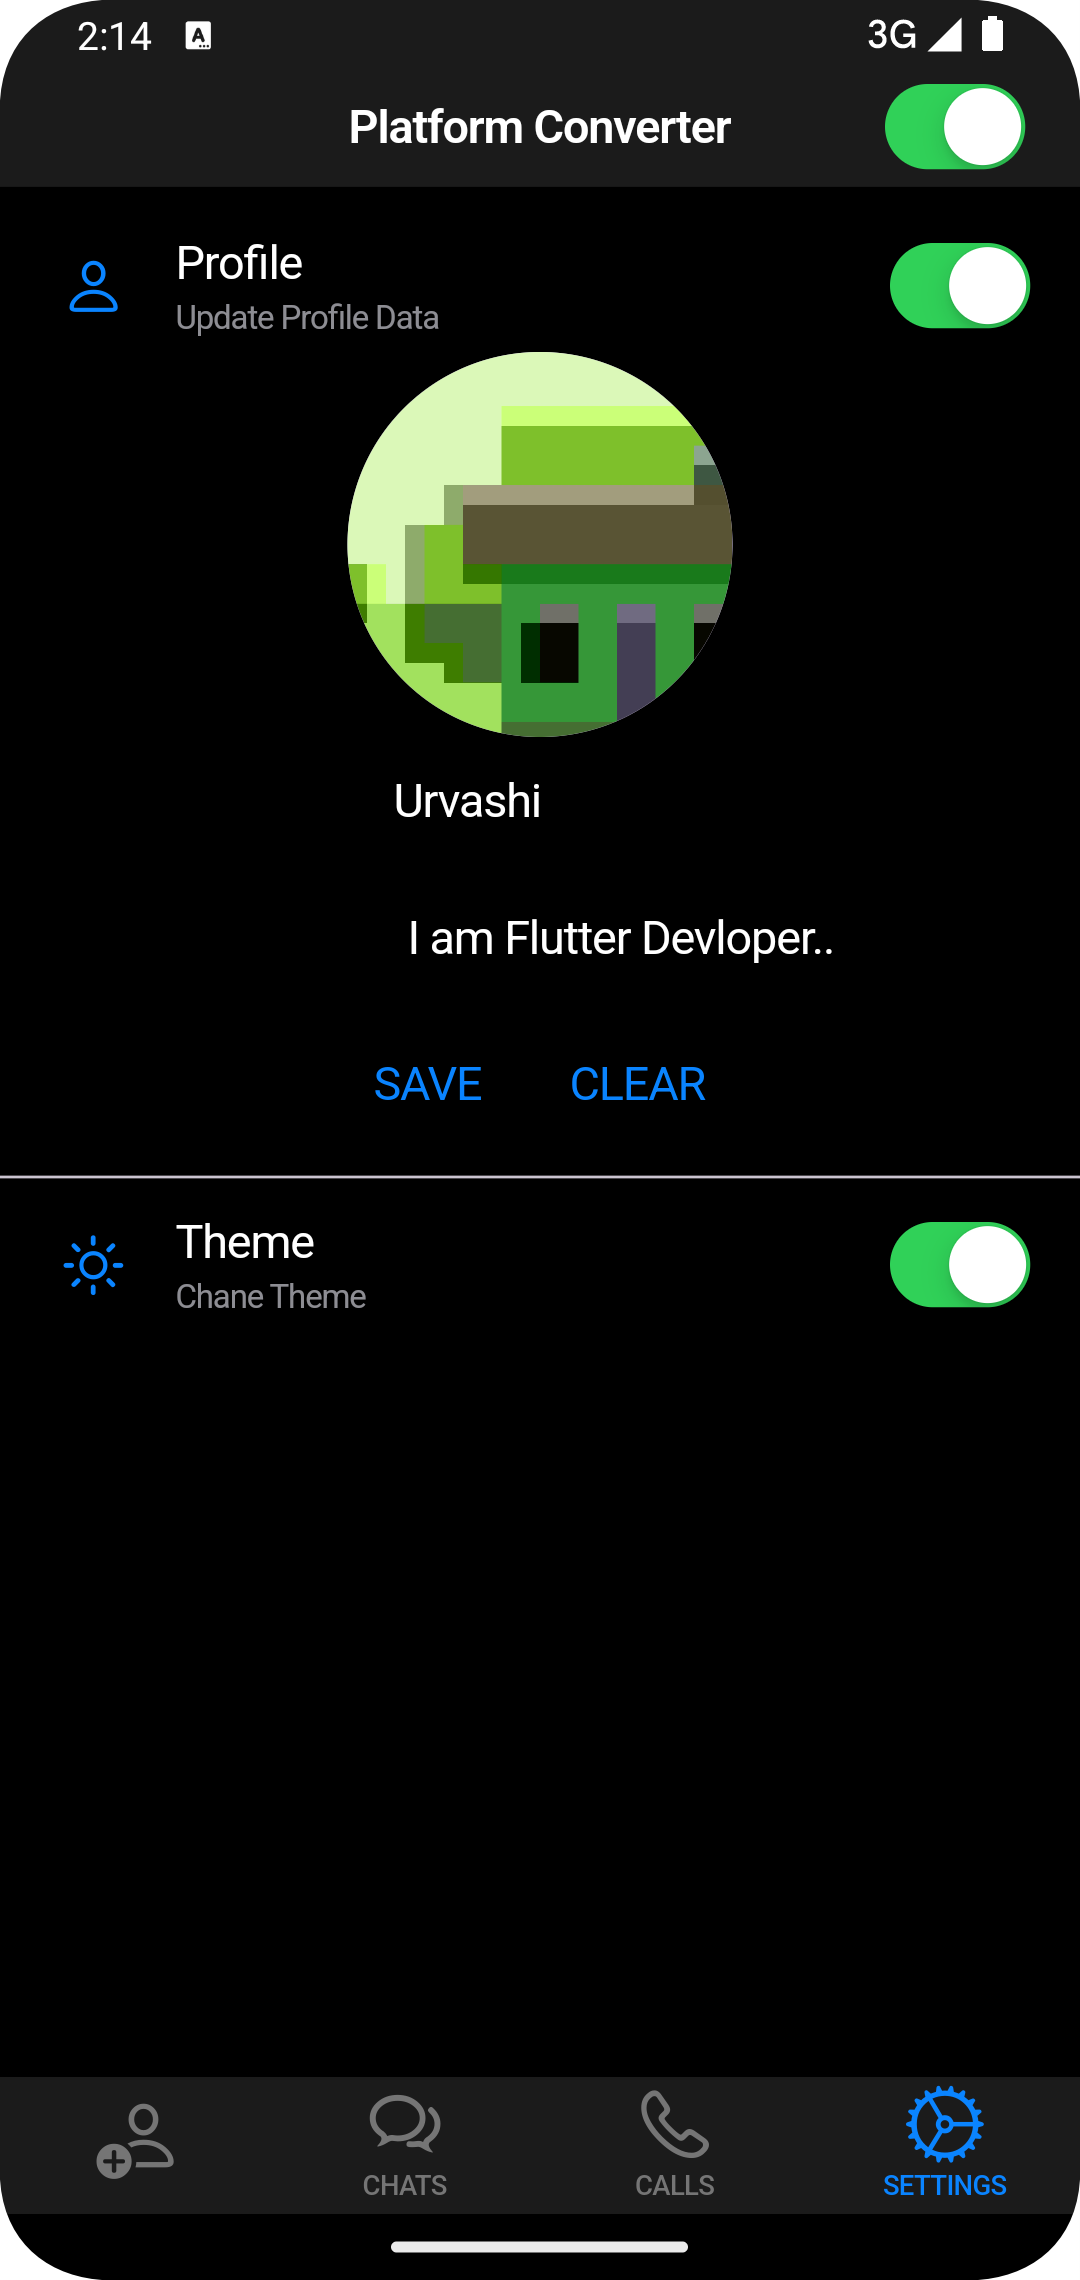 2:14
A
3G
Platform Converter
Profile
Update Profile Data
Urvashi
I am Flutter Devloper..
SAVE
CLEAR
Theme
Chane Theme
CHATS
CALLS
SETTINGS